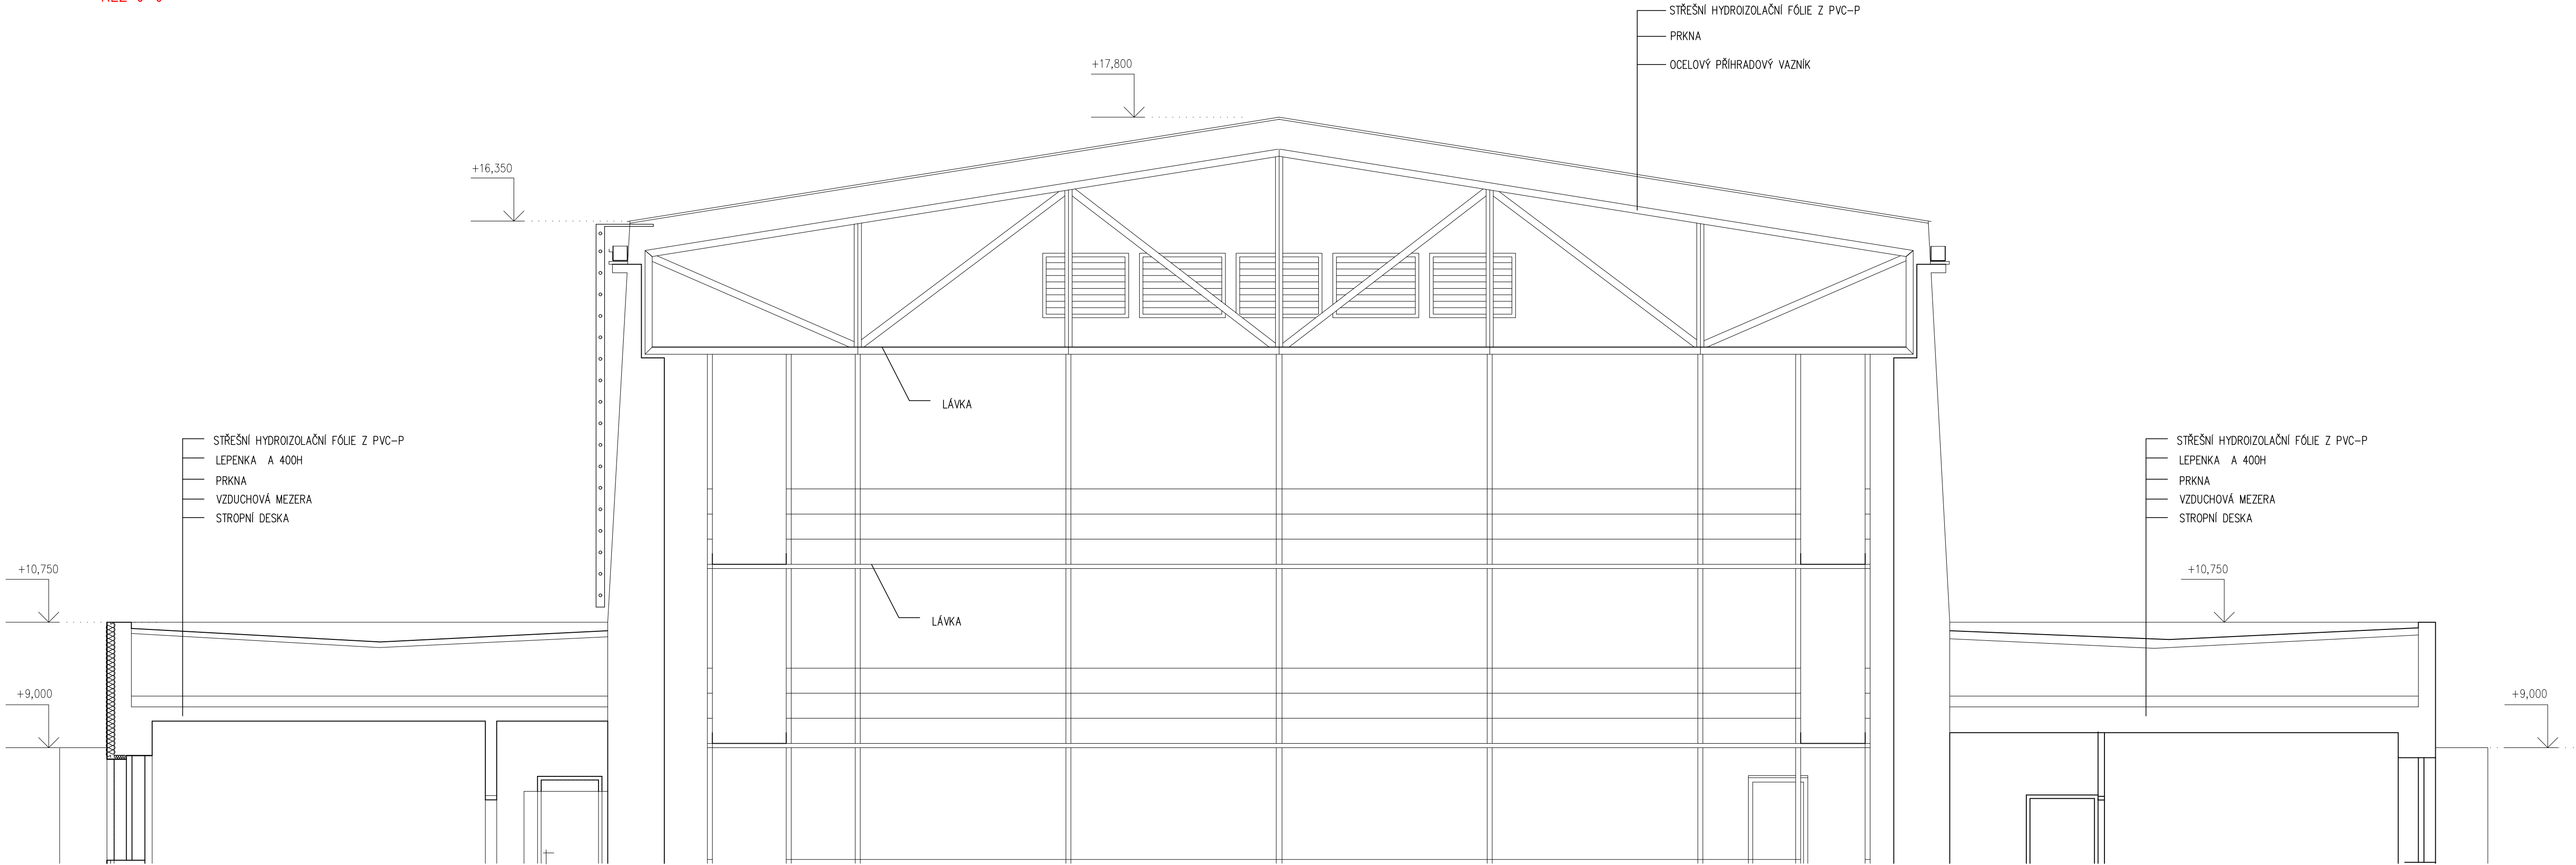 STŘEŠNÍ HYDROIZOLAČNÍ FÓLIE Z PVC-P
PRKNA
OCELOVÝ PŘÍHRADOVÝ VAZNÍK
+17,800
+16,350
LÁVKA
STŘEŠNÍ HYDROIZOLAČNÍ FÓLIE Z PVC-P
LEPENKA A 400H
PRKNA
VZDUCHOVÁ MEZERA
STROPNÍ DESKA
STŘEŠNÍ HYDROIZOLAČNÍ FÓLIE Z PVC-P
LEPENKA A 400H
PRKNA
VZDUCHOVÁ MEZERA
STROPNÍ DESKA
+10,750
+10,750
LÁVKA
+9,000
+9,000